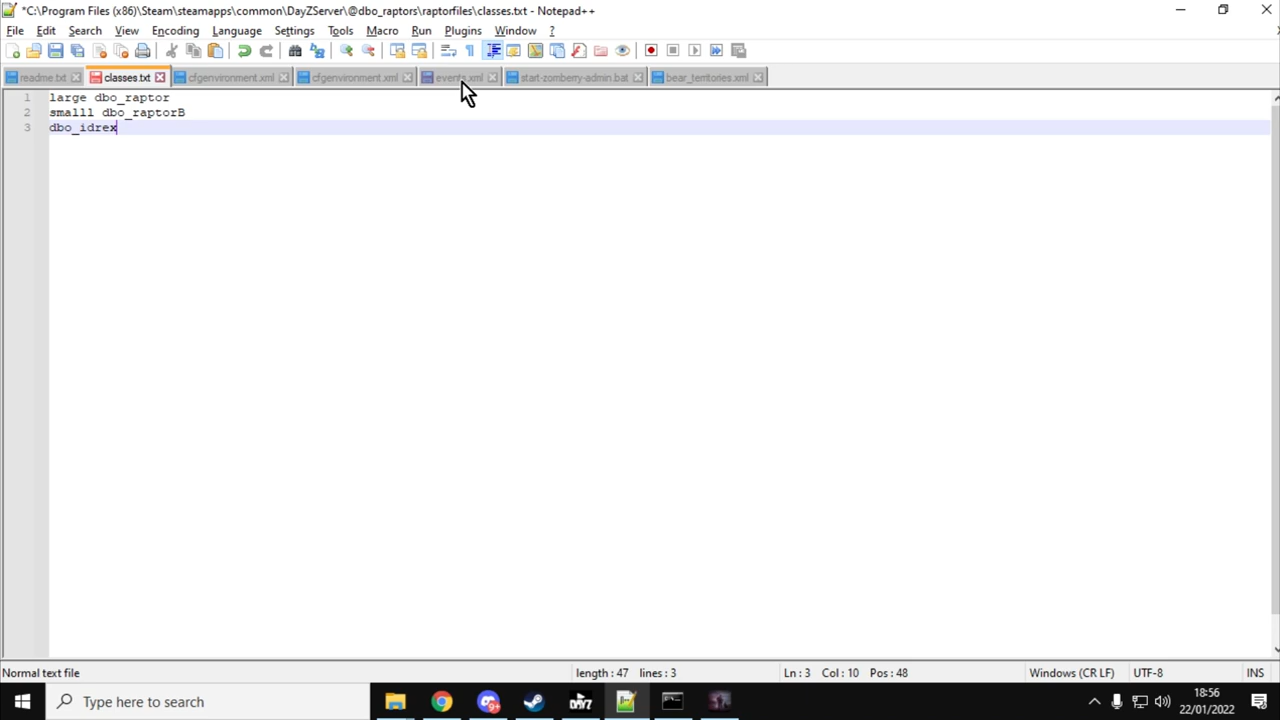 *C:\Program Files (x86)\Steam\steamapps\common\DayZServer\@dbo_raptors\raptorfiles\classes.txt - Notepad++
File Edit Search View Encoding Language Settings Tools Macro Run Plugins Window ?
readme.txt classes.txt cfgenvironment.xml cfgenvironment.xml events.xml start-zomberry-admin.bat bear_territories.xml
1 large dbo_raptor
2 smalll dbo_raptorB
3 dbo_idrex
Normal text file length : 47 lines : 3 Ln : 3 Col : 10 Pos : 48 Windows (CR LF) UTF-8 INS
Type here to search
18:56
22/01/2022